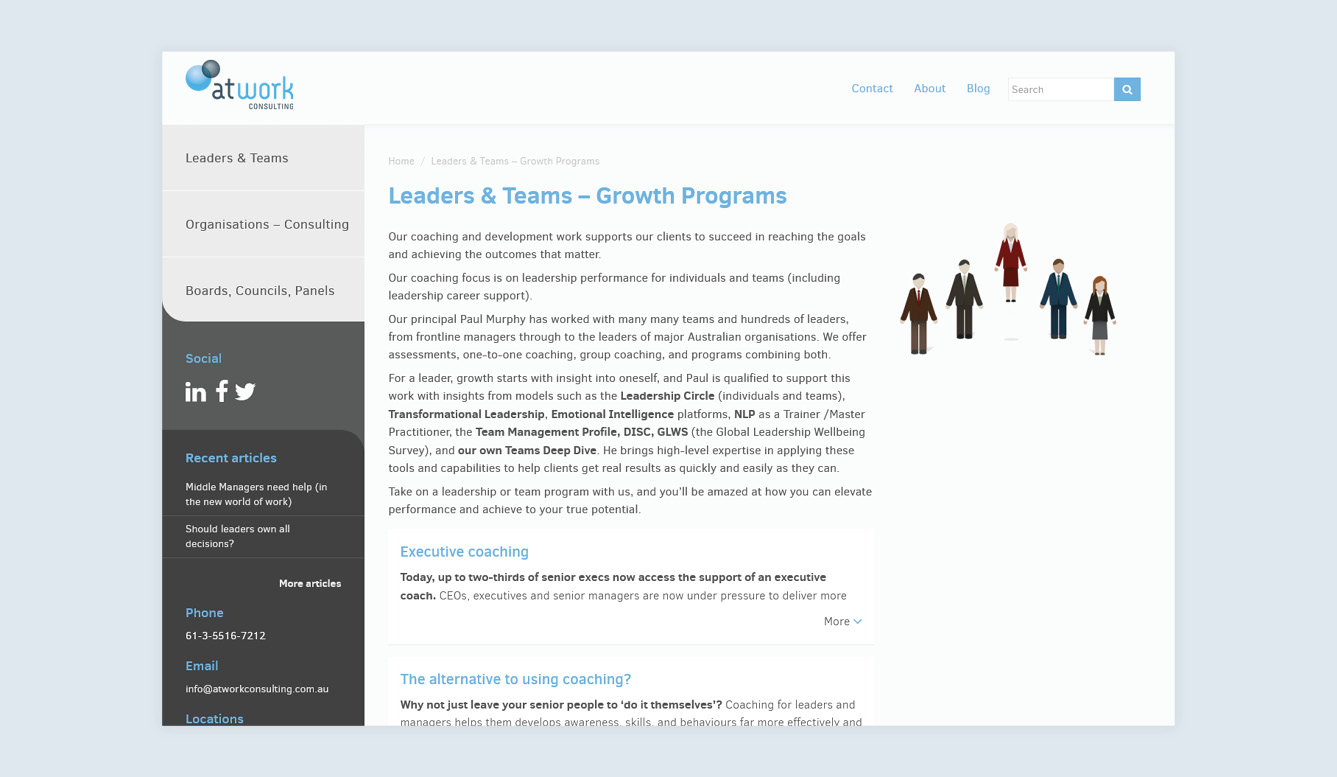 atwork
CONSULTING
Contact
About
Blog
Search
Leaders & Teams
Organisations – Consulting
Boards, Councils, Panels
Social
Recent articles
Middle Managers need help (in
the new world of work)
Should leaders own all
decisions?
More articles
Phone
61-3-5516-7212
Email
info@atworkconsulting.com.au
Locations
Home / Leaders & Teams – Growth Programs
Leaders & Teams – Growth Programs
Our coaching and development work supports our clients to succeed in reaching the goals
and achieving the outcomes that matter.
Our coaching focus is on leadership performance for individuals and teams (including
leadership career support).
Our principal Paul Murphy has worked with many many teams and hundreds of leaders,
from frontline managers through to the leaders of major Australian organisations. We offer
assessments, one-to-one coaching, group coaching, and programs combining both.
For a leader, growth starts with insight into oneself, and Paul is qualified to support this
work with insights from models such as the Leadership Circle (individuals and teams),
Transformational Leadership, Emotional Intelligence platforms, NLP as a Trainer /Master
Practitioner, the Team Management Profile, DISC, GLWS (the Global Leadership Wellbeing
Survey), and our own Teams Deep Dive. He brings high-level expertise in applying these
tools and capabilities to help clients get real results as quickly and easily as they can.
Take on a leadership or team program with us, and you'll be amazed at how you can elevate
performance and achieve to your true potential.
Executive coaching
Today, up to two-thirds of senior execs now access the support of an executive
coach. CEOs, executives and senior managers are now under pressure to deliver more
More
The alternative to using coaching?
Why not just leave your senior people to ‘do it themselves’? Coaching for leaders and
managers helps them develops awareness, skills, and behaviours far more effectively and